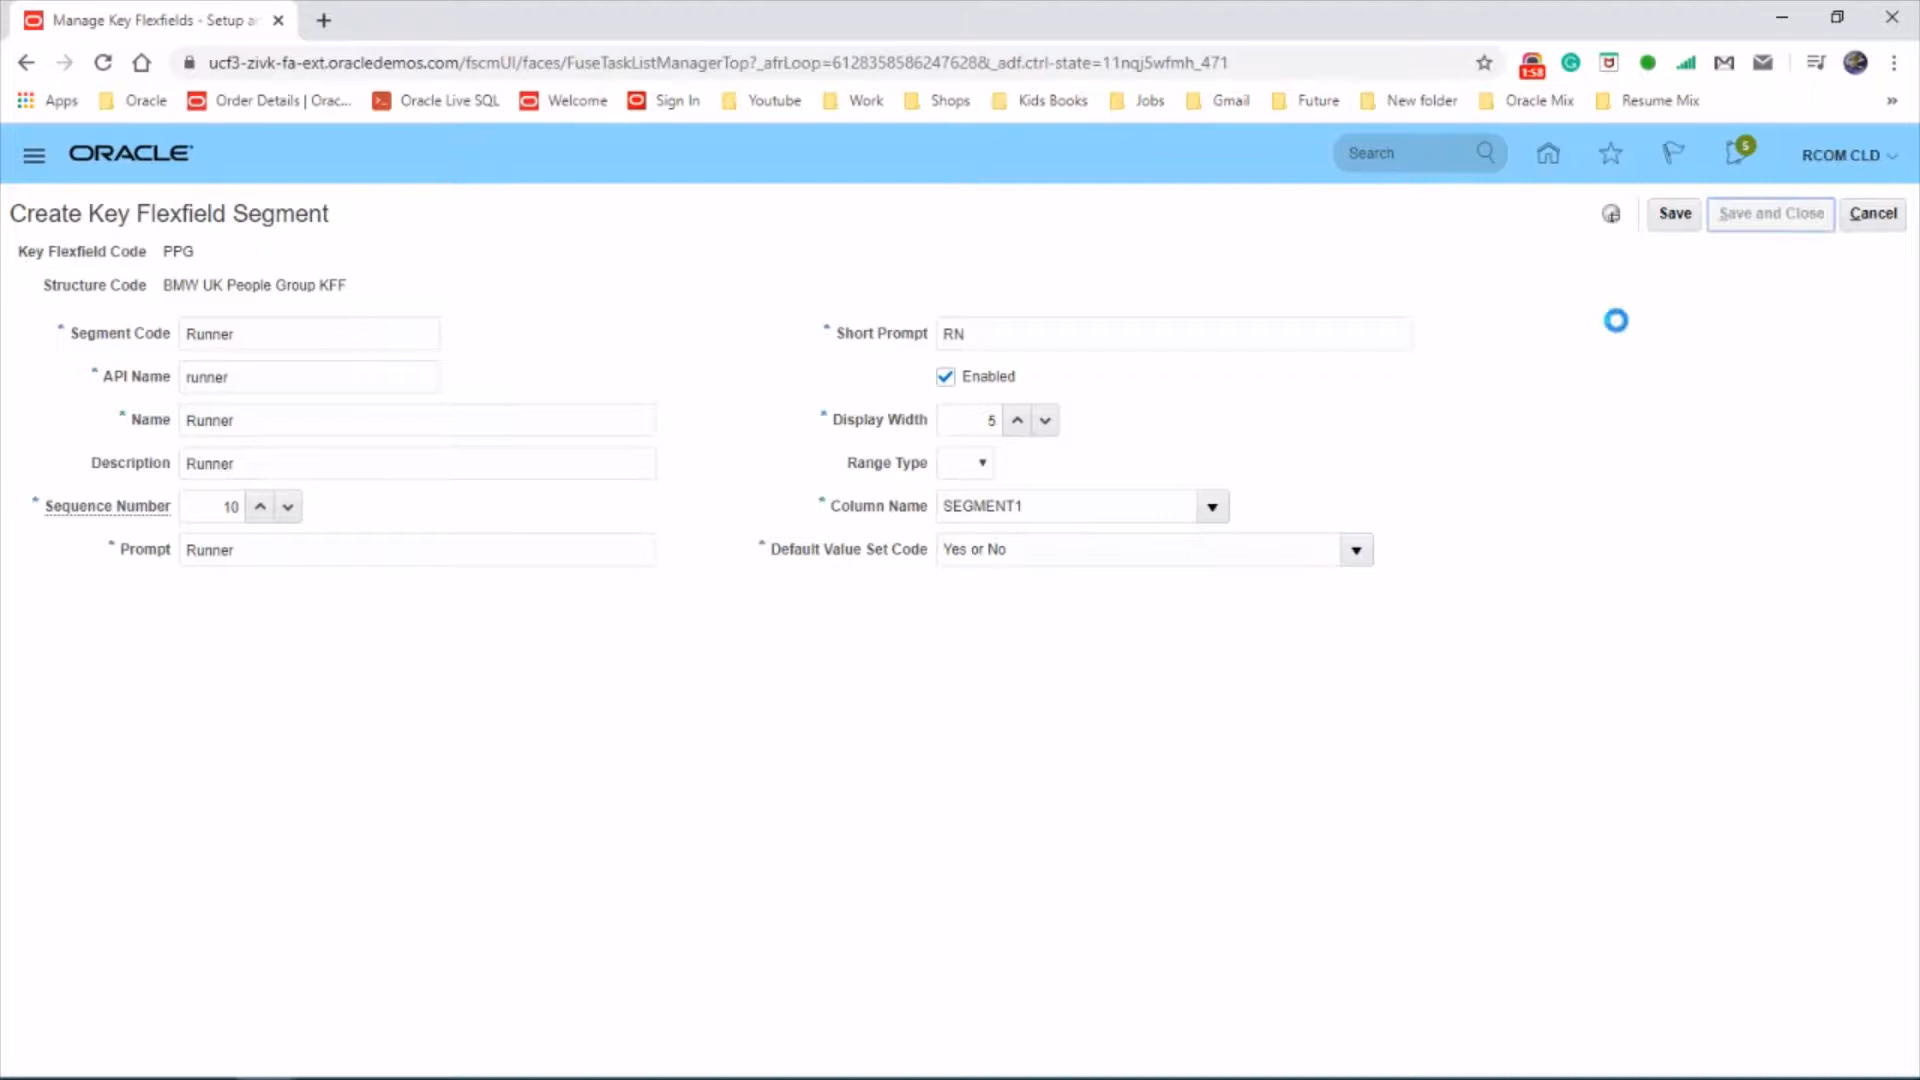 Manage Key Flexfields - Setup a
ucf3-zivk-fa-ext.oracledemos.com/fscmUI/faces/FuseTaskListManagerTop?_afrLoop=6128358586247628&_adf.ctrl-state=11nqj5wfmh_471
1:58
Apps Oracle Order Details | Orac... Oracle Live SQL Welcome Sign In Youtube Work Shops Kids Books Jobs Gmail Future New folder Oracle Mix Resume Mix »
ORACLE Search 5 RCOM CLD
Create Key Flexfield Segment Save Save and Close Cancel
Key Flexfield Code PPG
Structure Code BMW UK People Group KFF
* Segment Code Runner * Short Prompt RN
* API Name runner Enabled
* Name Runner * Display Width 5
Description Runner Range Type
* Sequence Number 10 * Column Name SEGMENT1
* Prompt Runner * Default Value Set Code Yes or No